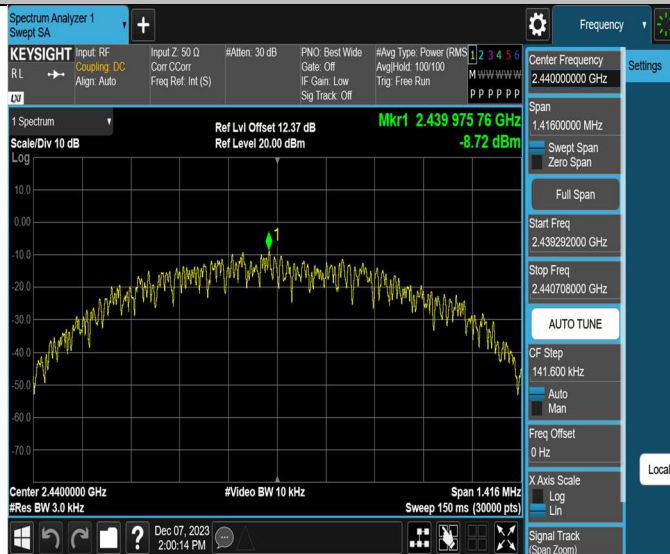 Spectrum Analyzer 1
Swept SA
Frequency
KEYSIGHT
RL
LXI
Input: RF
Coupling: DC
Align: Auto
Input Z: 50 Ω
Corr CCorr
Freq Ref: Int (S)
#Atten: 30 dB
PNO: Best Wide
Gate: Off
IF Gain: Low
Sig Track: Off
#Avg Type: Power (RMS
Avg|Hold: 100/100
Trig: Free Run
1 2 3 4 5 6
M W W W W W
P P P P P P
1 Spectrum
Scale/Div 10 dB
Log
Ref Lvl Offset 12.37 dB
Ref Level 20.00 dBm
Mkr1 2.439 975 76 GHz
-8.72 dBm
10.0
0.00
-10.0
-20.0
-30.0
-40.0
-50.0
-60.0
-70.0
1
Center 2.4400000 GHz
#Res BW 3.0 kHz
#Video BW 10 kHz
Span 1.416 MHz
Sweep 150 ms (30000 pts)
Dec 07, 2023
2:00:14 PM
?
Center Frequency
2.440000000 GHz
Span
1.41600000 MHz
Swept Span
Zero Span
Full Span
Start Freq
2.439292000 GHz
Stop Freq
2.440708000 GHz
AUTO TUNE
CF Step
141.600 kHz
Auto
Man
Freq Offset
0 Hz
X Axis Scale
Log
Lin
Signal Track
(Span Zoom)
Settings
Local